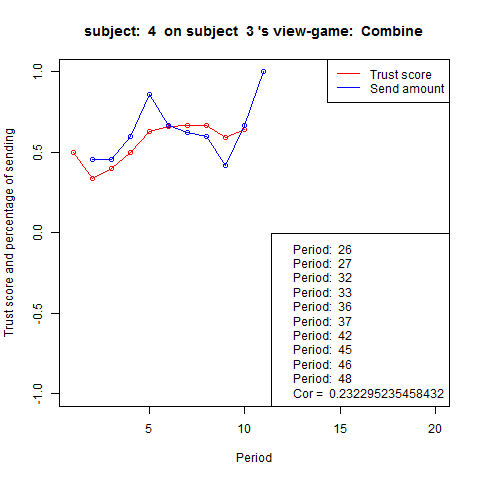 subject:  4  on subject  3 's view-game:  Combine
Trust score
Send amount
Trust score and percentage of sending
1.0
0.5
0.0
-0.5
-1.0
Period:  26
Period:  27
Period:  32
Period:  33
Period:  36
Period:  37
Period:  42
Period:  45
Period:  46
Period:  48
Cor =  0.232295235458432
5 10 15 20
Period